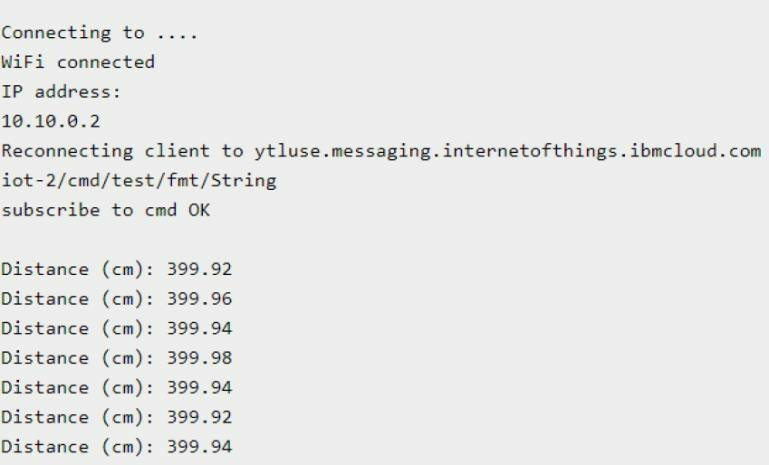 Connecting to ....
WiFi connected
IP address:
10.10.0.2
Reconnecting client to ytluse.messaging.internetofthings.ibmcloud.com
iot-2/cmd/test/fmt/String
subscribe to cmd OK
Distance (cm): 399.92
Distance (cm): 399.96
Distance (cm): 399.94
Distance (cm): 399.98
Distance (cm): 399.94
Distance (cm): 399.92
Distance (cm): 399.94